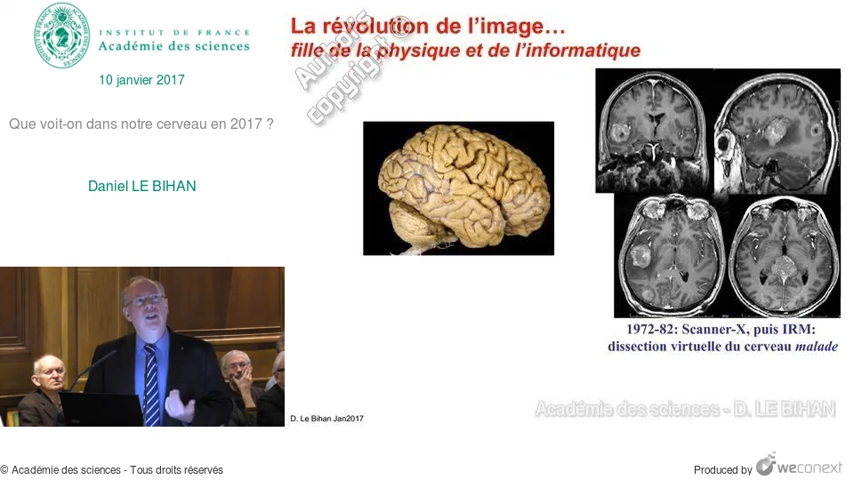 INSTITUT DE FRANCE
Académie des sciences
10 janvier 2017
Que voit-on dans notre cerveau en 2017 ?
Daniel LE BIHAN
La révolution de l'image…
fille de la physique et de l'informatique
Author's
copyright ©
1972-82: Scanner-X, puis IRM:
dissection virtuelle du cerveau malade
D. Le Bihan Jan2017
Académie des sciences - D. LE BIHAN
© Académie des sciences - Tous droits réservés
Produced by weconext